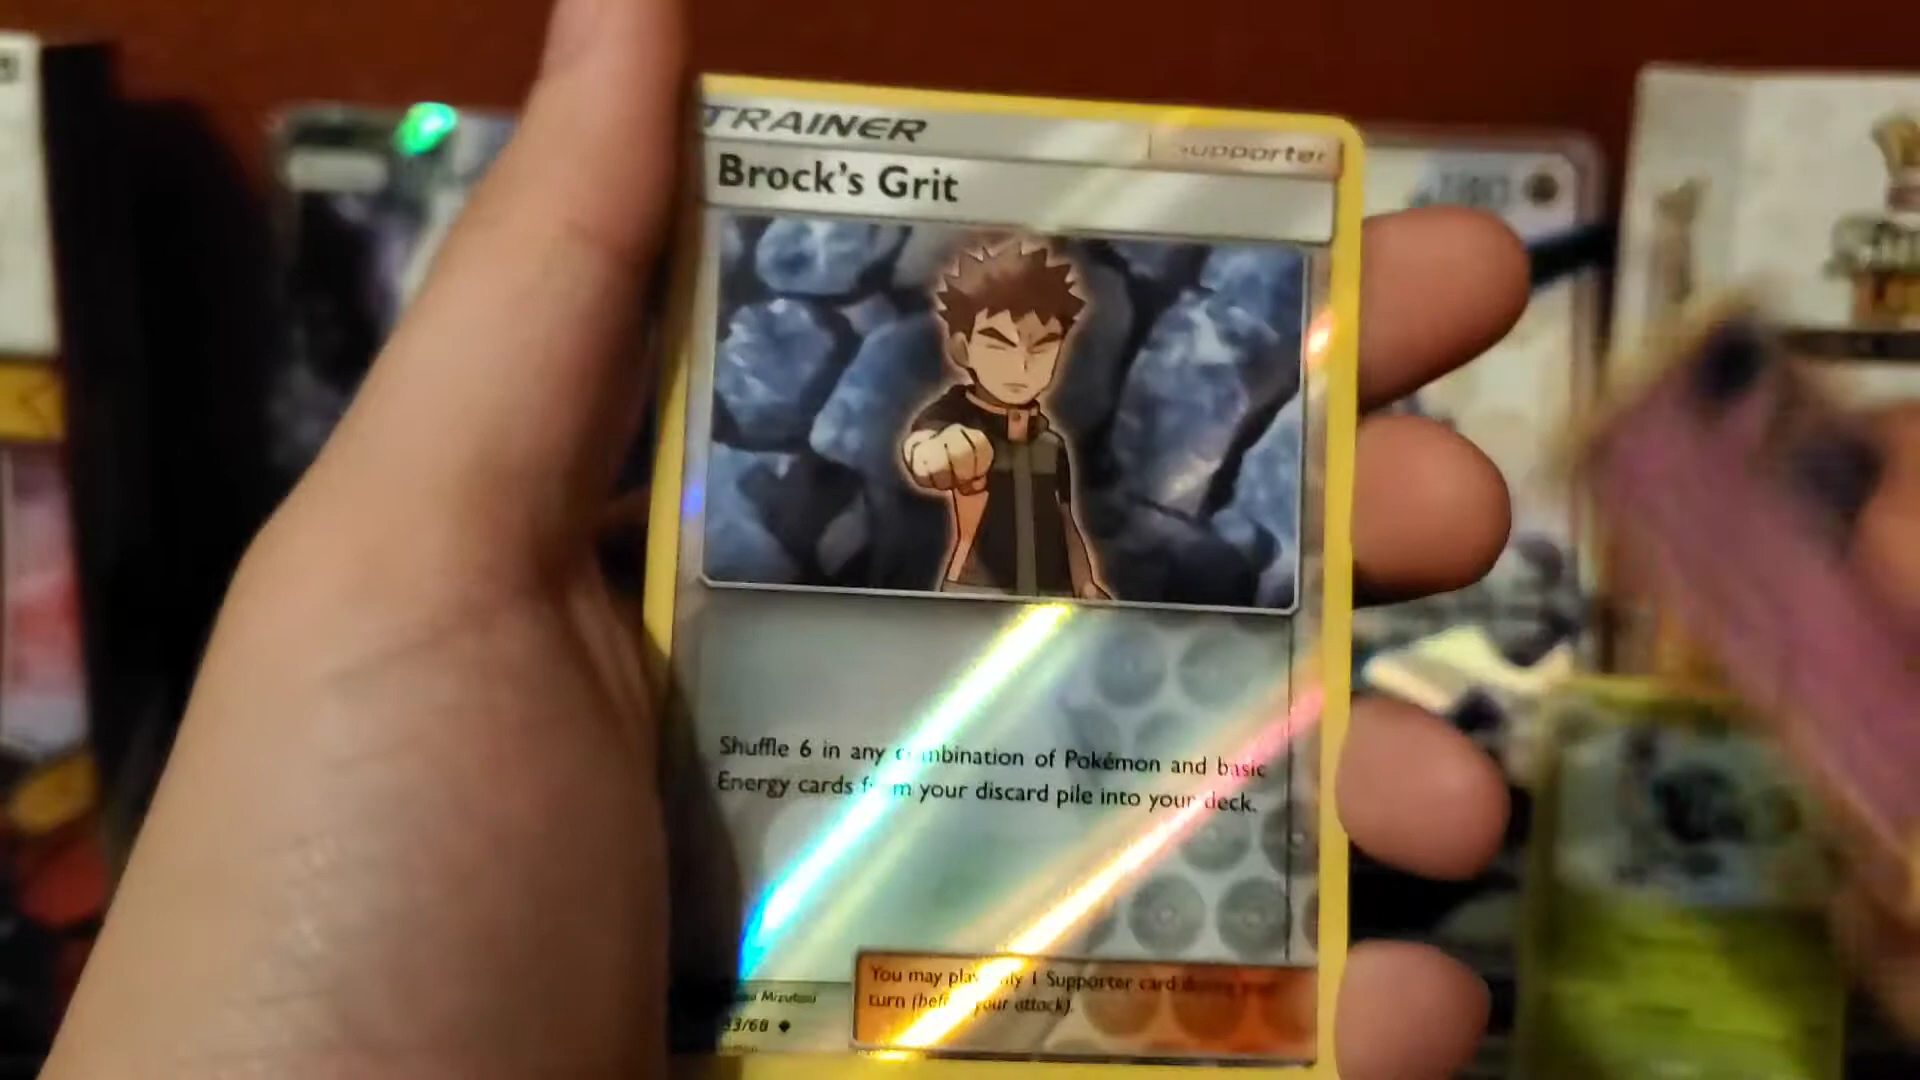 TRAINER
Supporter
Brock's Grit
Shuffle 6 in any combination of Pokémon and basic
Energy cards from your discard pile into your deck.
You may play only 1 Supporter card during your
turn (before your attack).
Mizutani
53/68